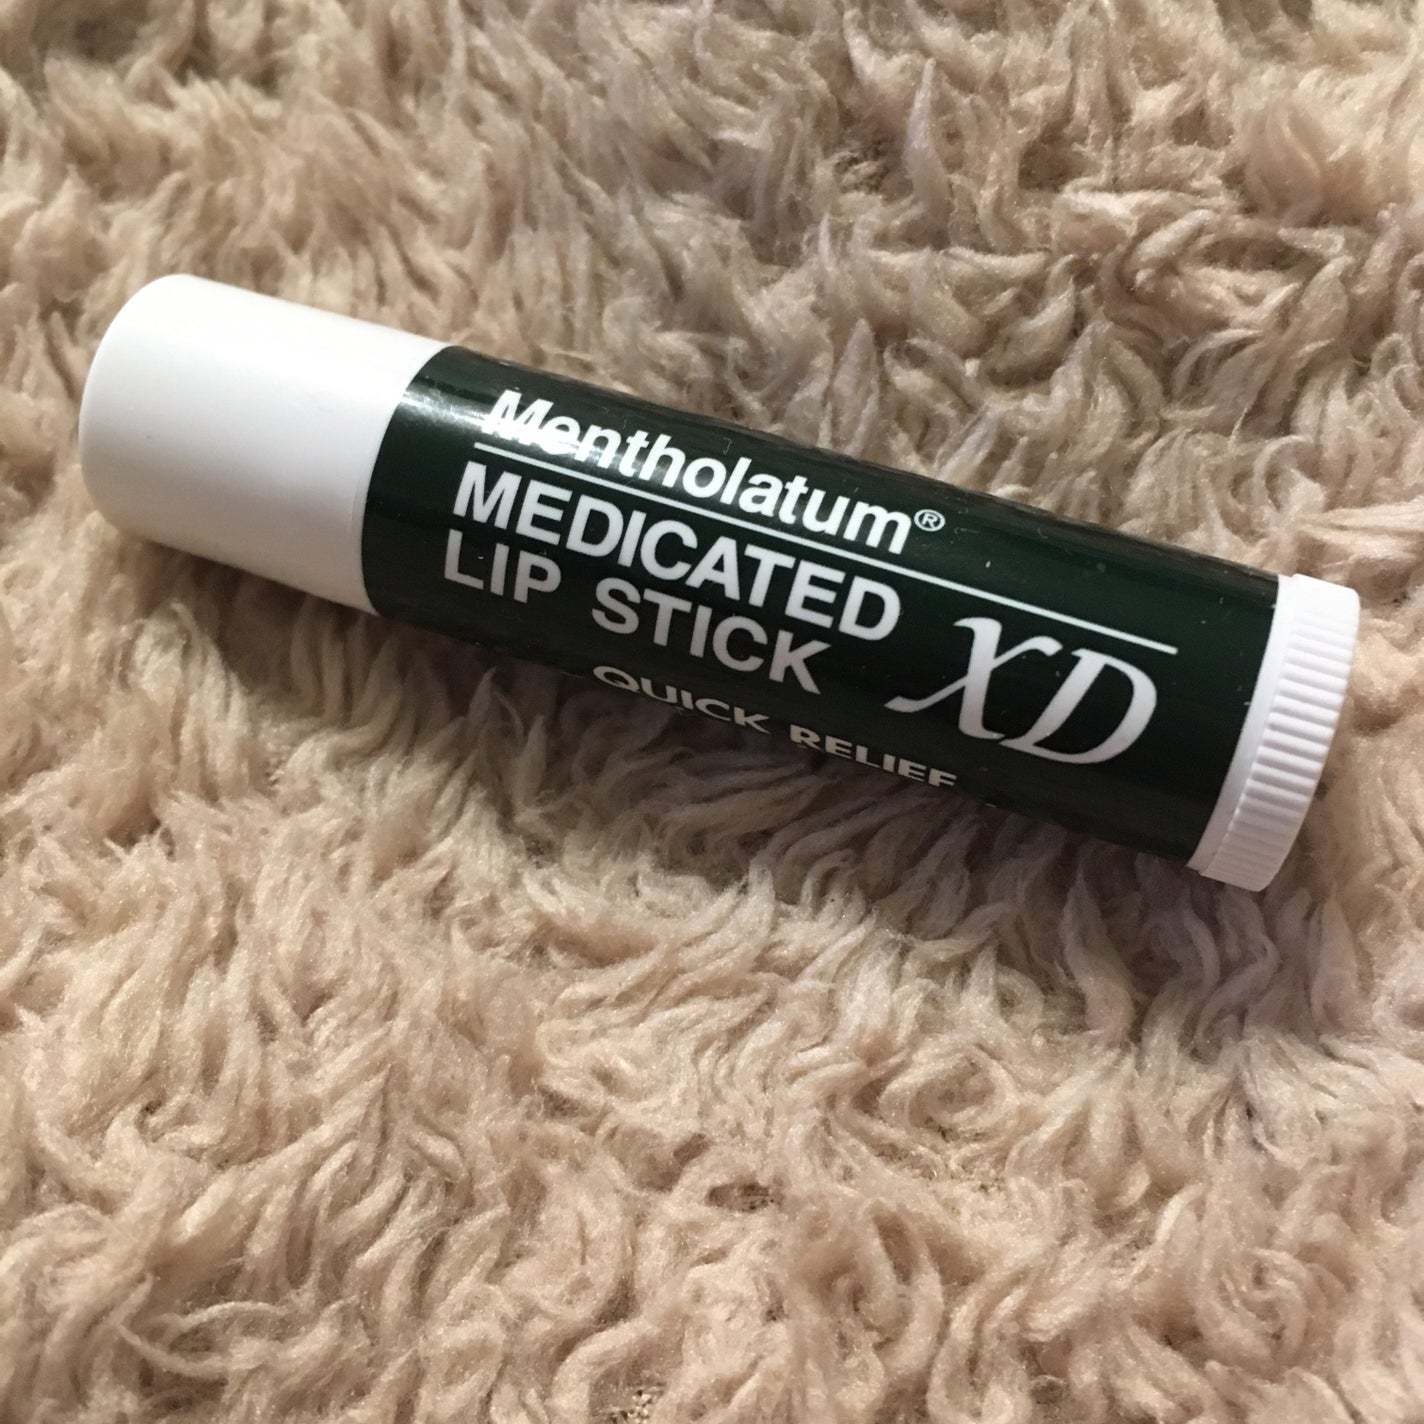 Mentholatum®
MEDICATED
LIP STICK XD
QUICK RELIEF